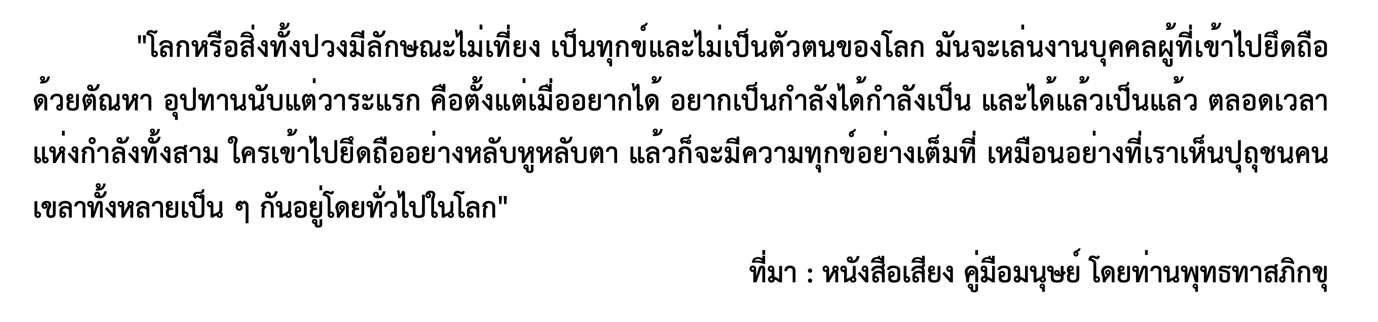 "โลกหรือสิ่งทั้งปวงมีลักษณะไม่เที่ยง เป็นทุกข์และไม่เป็นตัวตนของโลก มันจะเล่นงานบุคคลผู้ที่เข้าไปยึดถือ
ด้วยตัณหา อุปทานนับแต่วาระแรก คือตั้งแต่เมื่ออยากได้ อยากเป็นกำลังได้กำลังเป็น และได้แล้วเป็นแล้ว ตลอดเวลา
แห่งกำลังทั้งสาม ใครเข้าไปยึดถืออย่างหลับหูหลับตา แล้วก็จะมีความทุกข์อย่างเต็มที่ เหมือนอย่างที่เราเห็นปุถุชนคน
เขลาทั้งหลายเป็น ๆ กันอยู่โดยทั่วไปในโลก"
ที่มา : หนังสือเสียง คู่มือมนุษย์ โดยท่านพุทธทาสภิกขุ